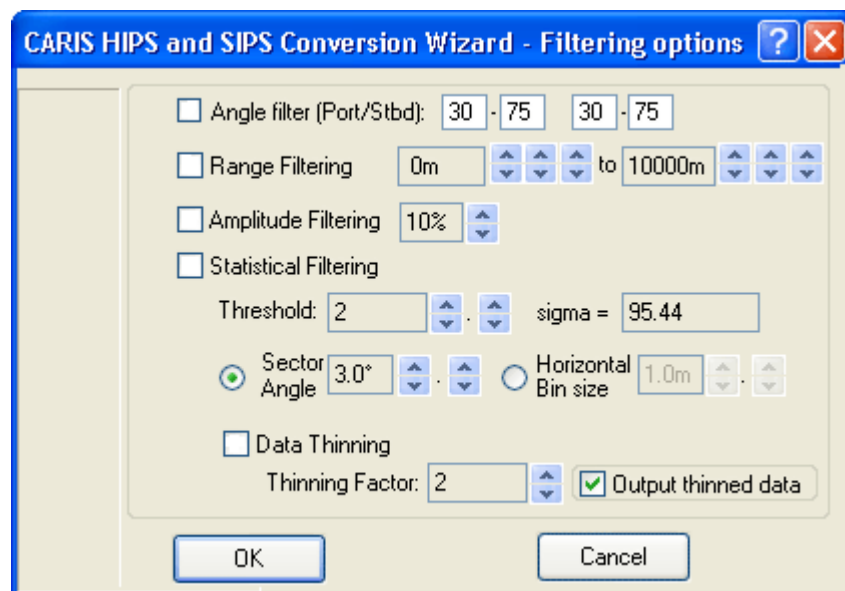 CARIS HIPS and SIPS Conversion Wizard - Filtering options
Angle filter (Port/Stbd): 30 - 75 30 - 75
Range Filtering 0m to 10000m
Amplitude Filtering 10%
Statistical Filtering
Threshold: 2 . sigma = 95.44
Sector Angle 3.0° . Horizontal Bin size 1.0m .
Data Thinning
Thinning Factor: 2 Output thinned data
OK Cancel